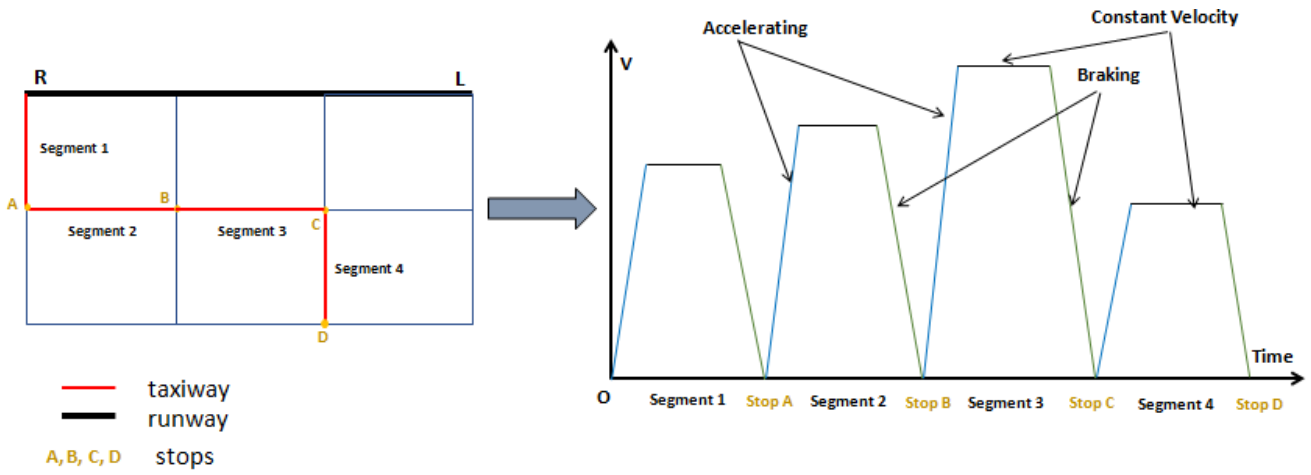 R
L
Segment 1
A
B
C
Segment 2
Segment 3
Segment 4
D
taxiway
runway
A, B, C, D stops
V
Accelerating
Constant Velocity
Braking
Time
O
Segment 1
Stop A
Segment 2
Stop B
Segment 3
Stop C
Segment 4
Stop D